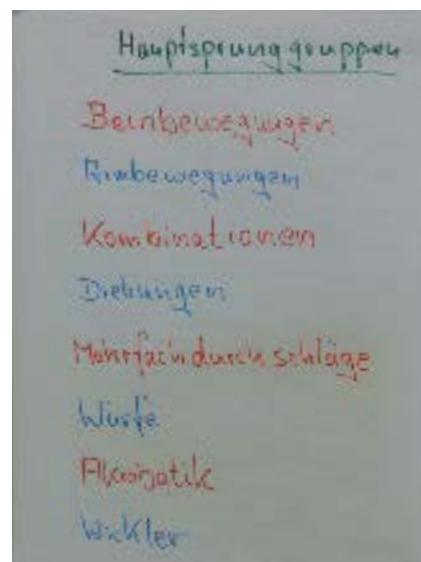 Hauptsprunggruppen
Beinbewegungen
Armbewegungen
Kombinationen
Drehungen
Mehrfachdurchschläge
Würfe
Akrobatik
Wickler